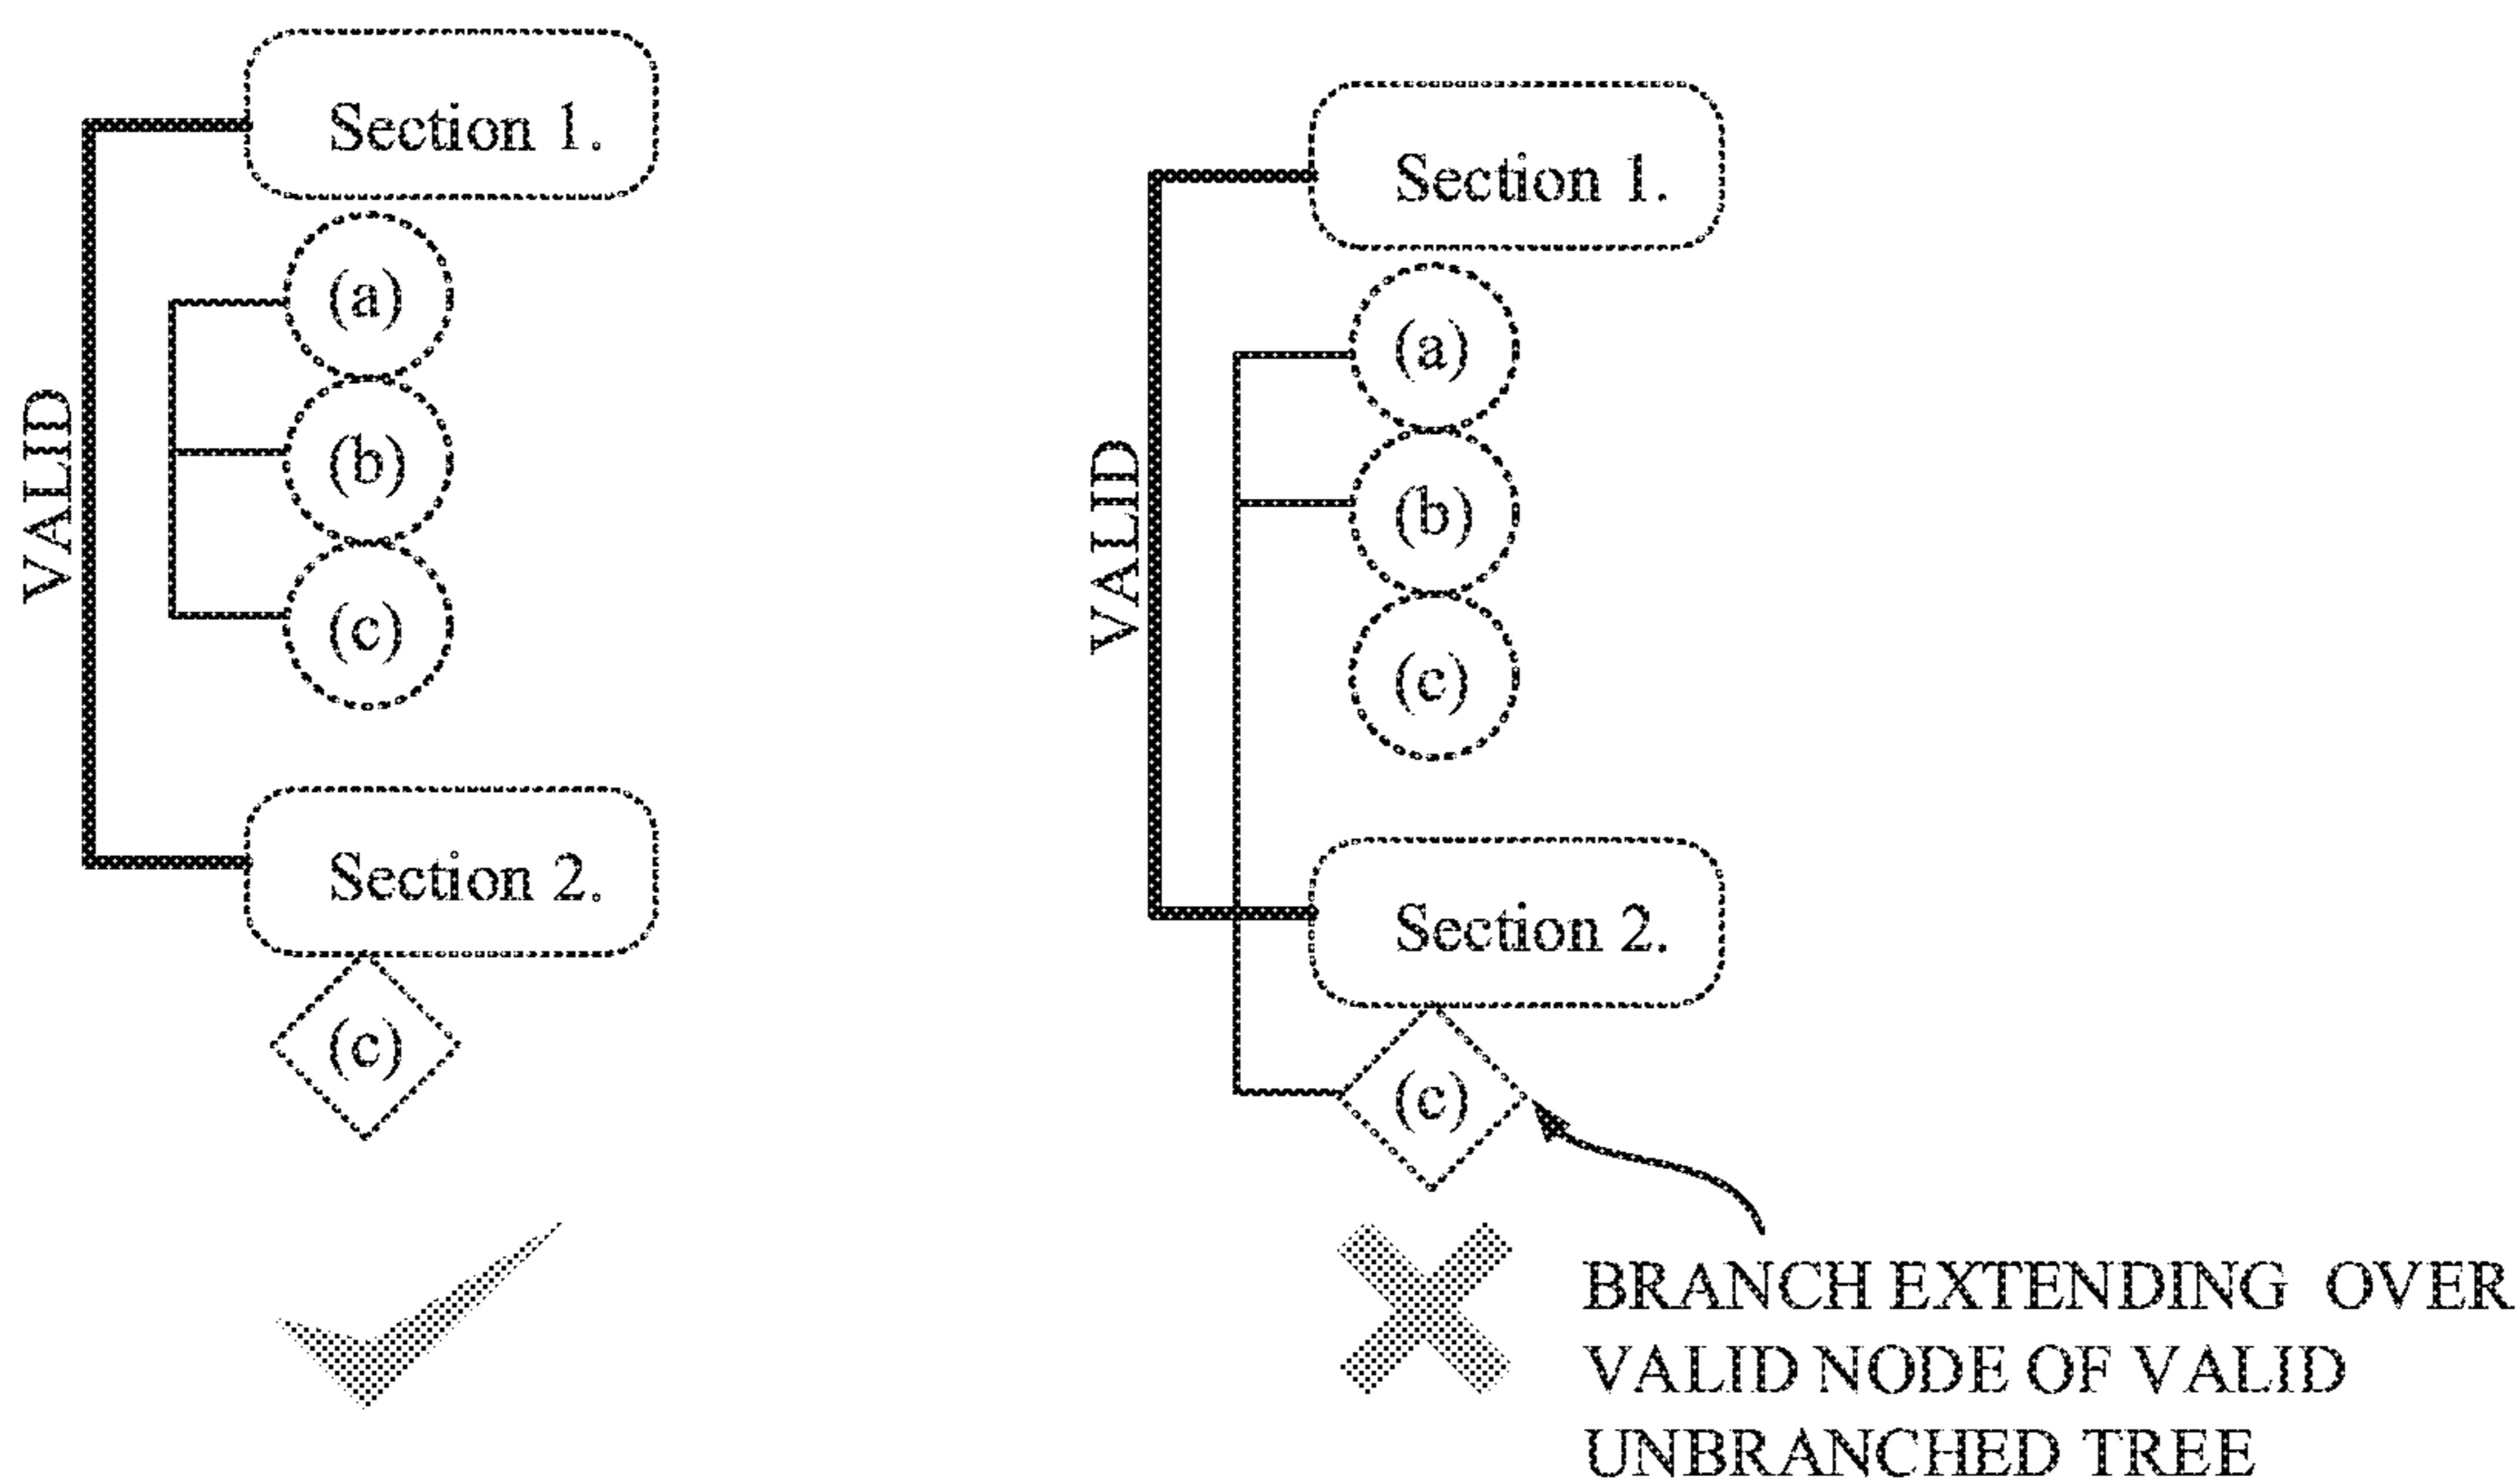 Section 1.
(a)
(b)
(c)
VALID
Section 2.
(c)
Section 1.
(a)
(b)
(c)
VALID
Section 2.
(c)
BRANCH EXTENDING OVER
VALID NODE OF VALID
UNBRANCHED TREE